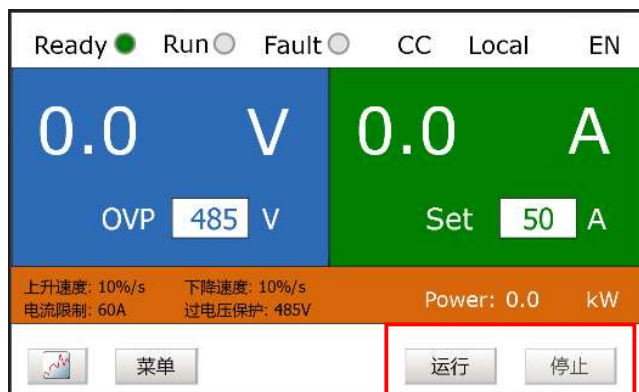 Ready Run Fault CC Local EN
0.0 V 0.0 A
OVP 485 V Set 50 A
上升速度: 10%/s 下降速度: 10%/s
电流限制: 60A 过电压保护: 485V
Power: 0.0 kW
菜单 运行 停止